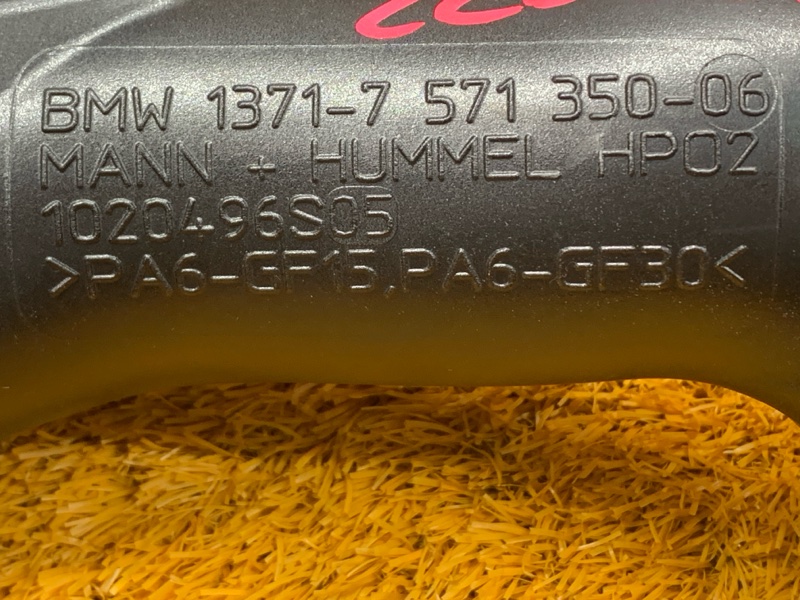 BMW 1371-7 571 350-06
MANN + HUMMEL HP02
1020496S05
>PA6-GF15,PA6-GF30<